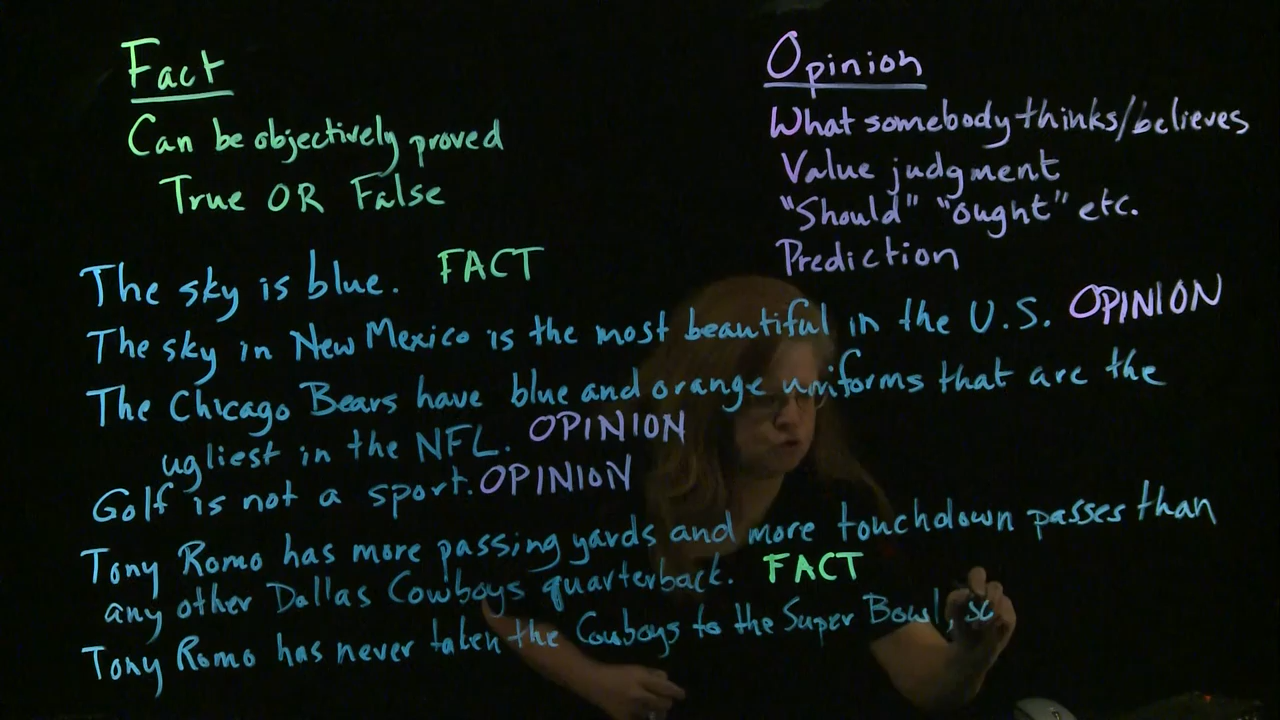 Fact
Can be objectively proved
True OR False
Opinion
What somebody thinks/believes
Value judgment
"Should" "ought" etc.
Prediction
The sky is blue. FACT
The sky in New Mexico is the most beautiful in the U.S. OPINION
The Chicago Bears have blue and orange uniforms that are the
ugliest in the NFL. OPINION
Golf is not a sport. OPINION
Tony Romo has more passing yards and more touchdown passes than
any other Dallas Cowboys quarterback. FACT
Tony Romo has never taken the Cowboys to the Super Bowl, so